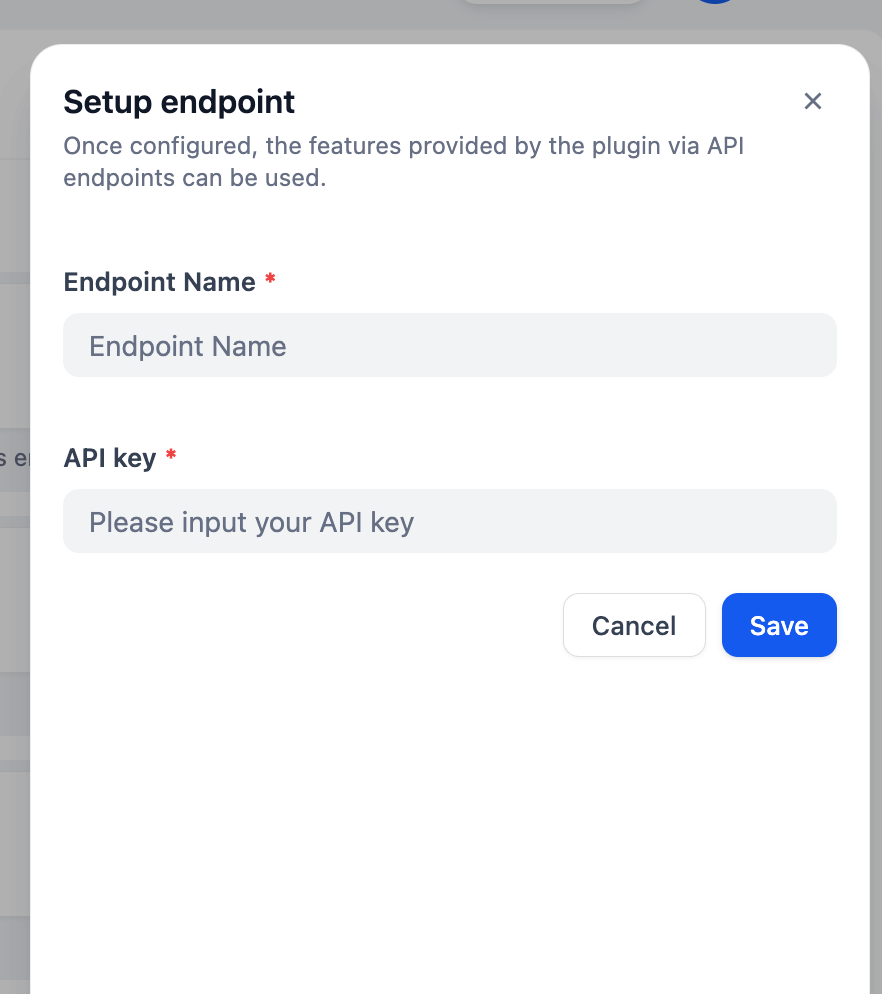 Setup endpoint
Once configured, the features provided by the plugin via API
endpoints can be used.
Endpoint Name *
Endpoint Name
s
API key *
Please input your API key
Cancel
Save